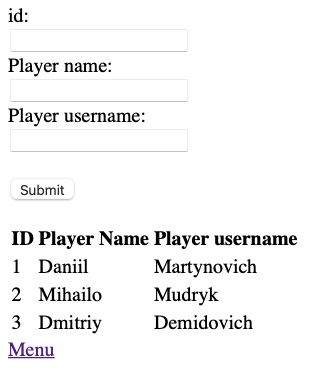 id:
Player name:
Player username:
Submit
ID Player Name Player username
1 Daniil Martynovich
2 Mihailo Mudryk
3 Dmitriy Demidovich
Menu